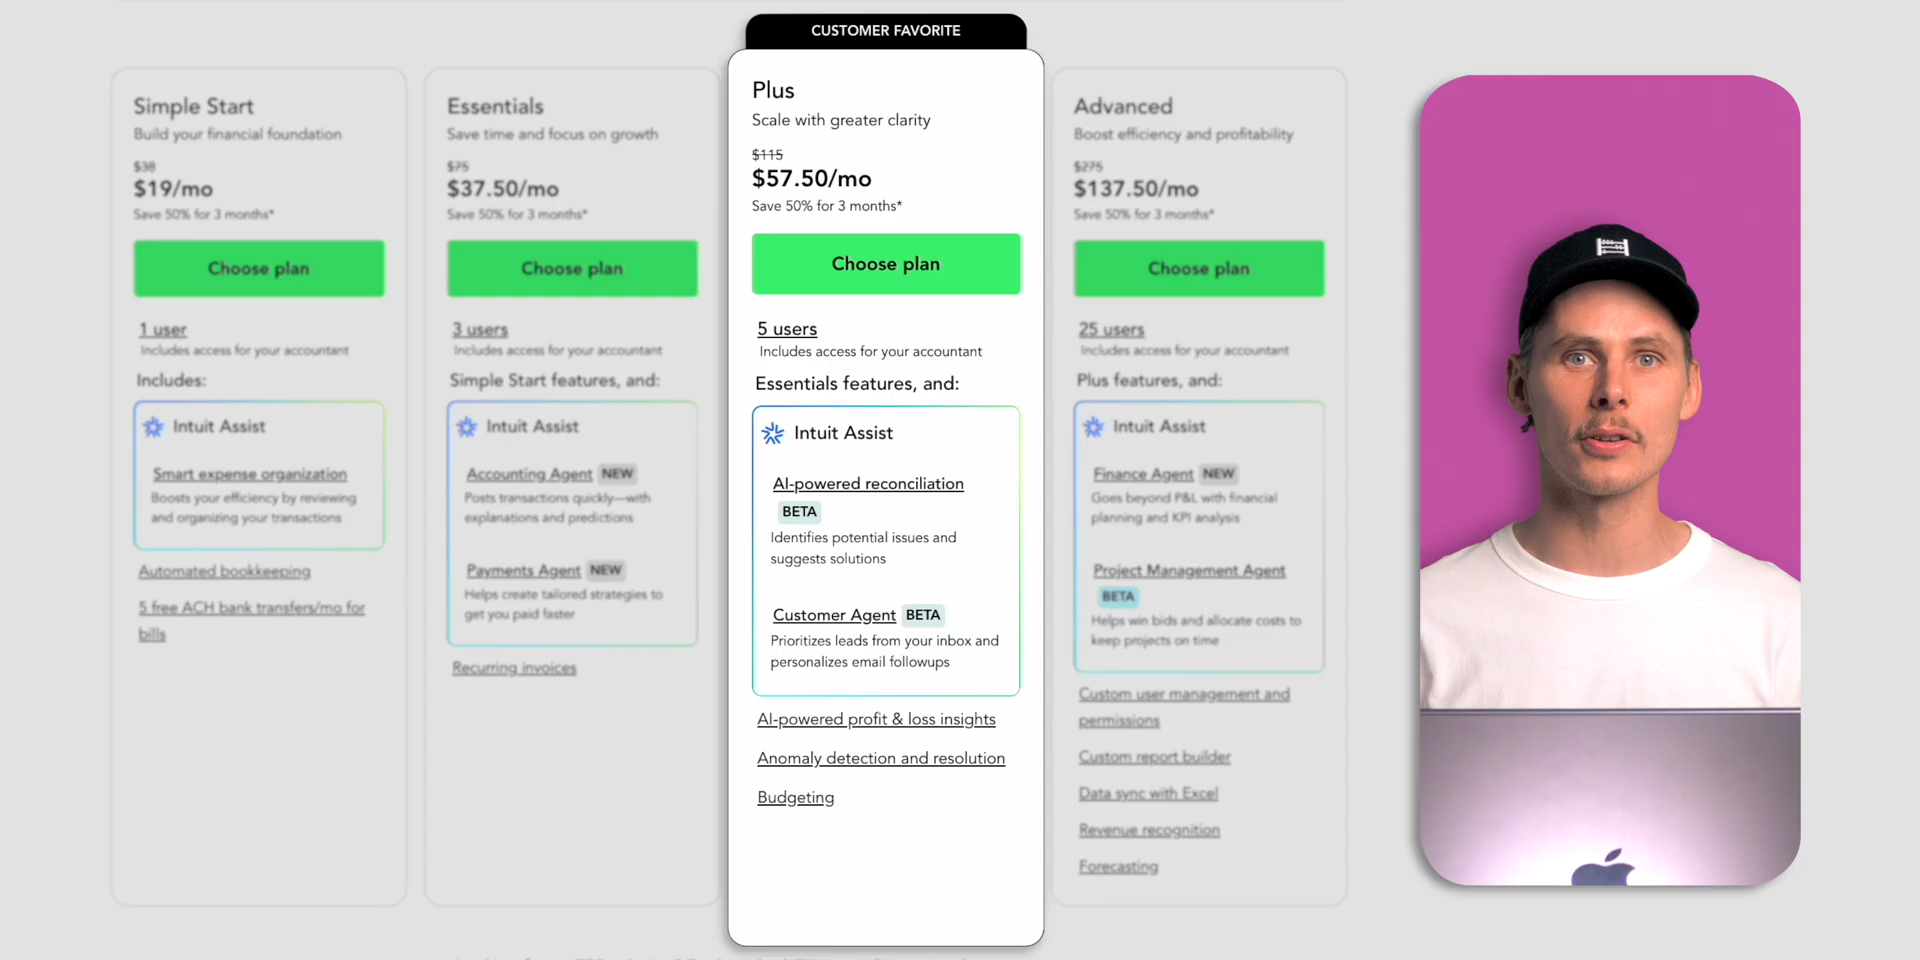 CUSTOMER FAVORITE
Simple Start
Build your financial foundation
$38
$19/mo
Save 50% for 3 months*
Choose plan
1 user
Includes access for your accountant
Includes:
Intuit Assist
Smart expense organization
Boosts your efficiency by reviewing
and organizing your transactions
Automated bookkeeping
5 free ACH bank transfers/mo for
bills
Essentials
Save time and focus on growth
$75
$37.50/mo
Save 50% for 3 months*
Choose plan
3 users
Includes access for your accountant
Simple Start features, and:
Intuit Assist
Accounting Agent NEW
Posts transactions quickly—with
explanations and predictions
Payments Agent NEW
Helps create tailored strategies to
get you paid faster
Recurring invoices
Plus
Scale with greater clarity
$115
$57.50/mo
Save 50% for 3 months*
Choose plan
5 users
Includes access for your accountant
Essentials features, and:
Intuit Assist
AI-powered reconciliation
BETA
Identifies potential issues and
suggests solutions
Customer Agent BETA
Prioritizes leads from your inbox and
personalizes email followups
AI-powered profit & loss insights
Anomaly detection and resolution
Budgeting
Advanced
Boost efficiency and profitability
$275
$137.50/mo
Save 50% for 3 months*
Choose plan
25 users
Includes access for your accountant
Plus features, and:
Intuit Assist
Finance Agent NEW
Goes beyond P&L with financial
planning and KPI analysis
Project Management Agent
BETA
Helps win bids and allocate costs to
keep projects on time
Custom user management and
permissions
Custom report builder
Data sync with Excel
Revenue recognition
Forecasting